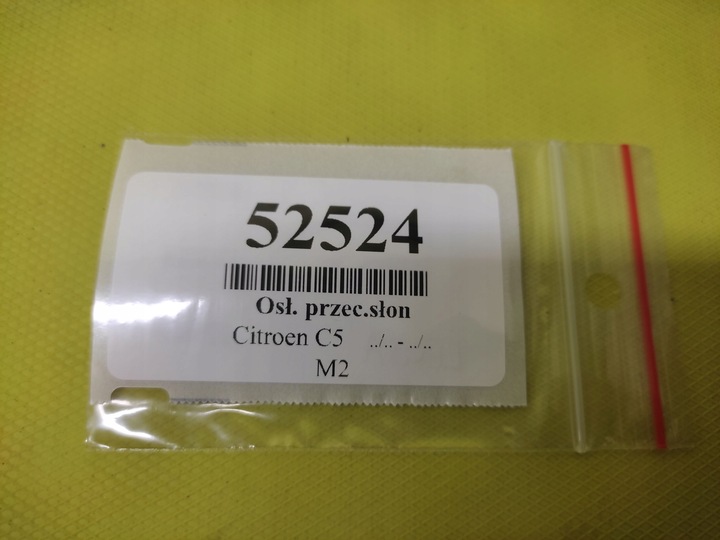 52524
Osł. przec.słon
Citroen C5 ../.. - ../..
M2